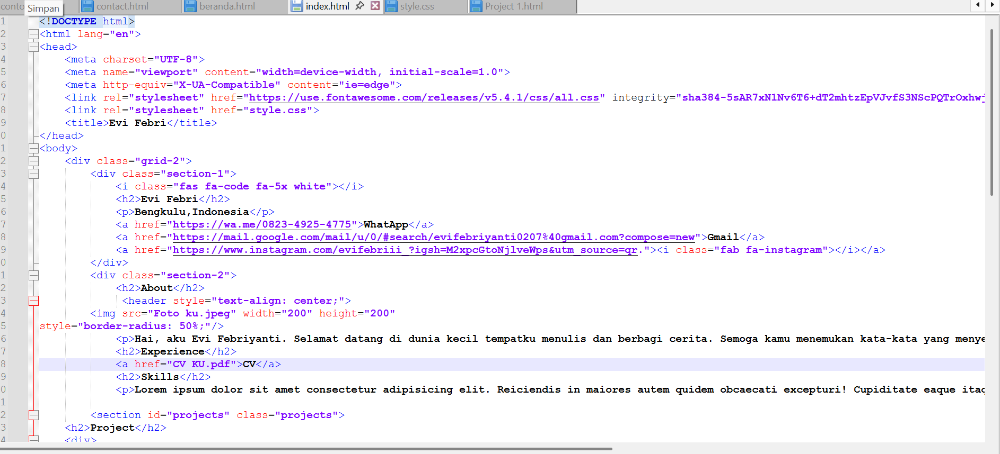 conto
Simpan
contact.html
beranda.html
index.html
style.css
Project 1.html
1 <!DOCTYPE html>
2 <html lang="en">
3 <head>
4 <meta charset="UTF-8">
5 <meta name="viewport" content="width=device-width, initial-scale=1.0">
6 <meta http-equiv="X-UA-Compatible" content="ie=edge">
7 <link rel="stylesheet" href="https://use.fontawesome.com/releases/v5.4.1/css/all.css" integrity="sha384-5sAR7xN1Nv6T6+dT2mhtzEpVJvfS3NScPQTrOxhwj
8 <link rel="stylesheet" href="style.css">
9 <title>Evi Febri</title>
0 </head>
1 <body>
2 <div class="grid-2">
3 <div class="section-1">
4 <i class="fas fa-code fa-5x white"></i>
5 <h2>Evi Febri</h2>
6 <p>Bengkulu,Indonesia</p>
7 <a href="https://wa.me/0823-4925-4775">WhatApp</a>
8 <a href="https://mail.google.com/mail/u/0/#search/evifebriyanti0207%40gmail.com?compose=new">Gmail</a>
9 <a href="https://www.instagram.com/evifebriii_?igsh=M2xpcGtoNjlveWps&utm_source=qr."><i class="fab fa-instagram"></i></a>
0 </div>
1 <div class="section-2">
2 <h2>About</h2>
3 <header style="text-align: center;">
4 <img src="Foto ku.jpeg" width="200" height="200"
5 style="border-radius: 50%;"/>
6 <p>Hai, aku Evi Febriyanti. Selamat datang di dunia kecil tempatku menulis dan berbagi cerita. Semoga kamu menemukan kata-kata yang menye
7 <h2>Experience</h2>
8 <a href="CV KU.pdf">CV</a>
9 <h2>Skills</h2>
0 <p>Lorem ipsum dolor sit amet consectetur adipisicing elit. Reiciendis in maiores autem quidem obcaecati excepturi! Cupiditate eaque itaq
1
2 <section id="projects" class="projects">
3 <h2>Project</h2>
4 <div>